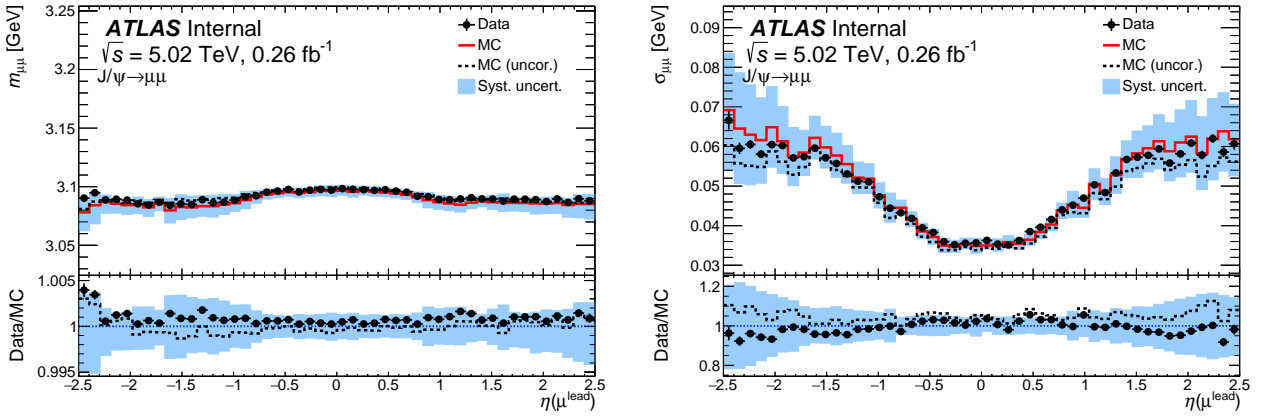 ATLAS Internal
√s = 5.02 TeV, 0.26 fb⁻¹
J/ψ→μμ
Data
MC
MC (uncor.)
Syst. uncert.
m_μμ [GeV]
3.2
3.15
3.1
3.05
Data/MC
1.005
1
0.995
−2.5 −2 −1.5 −1 −0.5 0 0.5 1 1.5 2 2.5
η(μ^lead)
ATLAS Internal
√s = 5.02 TeV, 0.26 fb⁻¹
J/ψ→μμ
Data
MC
MC (uncor.)
Syst. uncert.
σ_μμ [GeV]
0.09
0.08
0.07
0.06
0.05
0.04
0.03
Data/MC
1.2
1
0.8
−2.5 −2 −1.5 −1 −0.5 0 0.5 1 1.5 2 2.5
η(μ^lead)